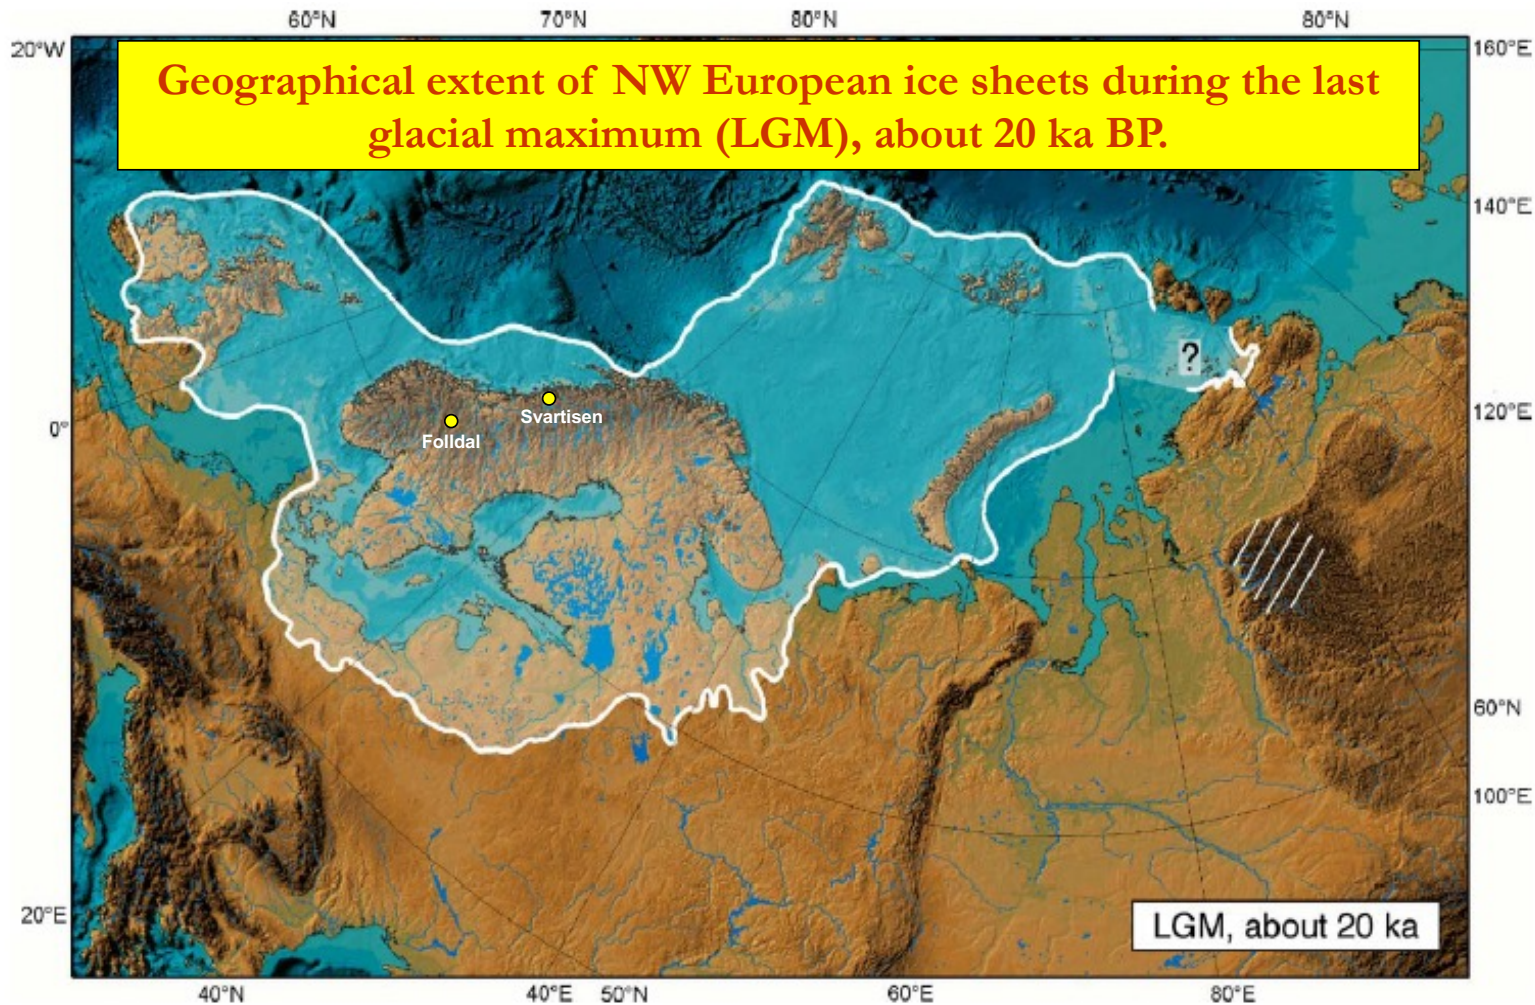 60°N 70°N 80°N 80°N
20°W 160°E
Geographical extent of NW European ice sheets during the last
glacial maximum (LGM), about 20 ka BP.
140°E
?
Svartisen
120°E
0°
Folldal
60°N
100°E
20°E
LGM, about 20 ka
40°N 40°E 50°N 60°E 80°E